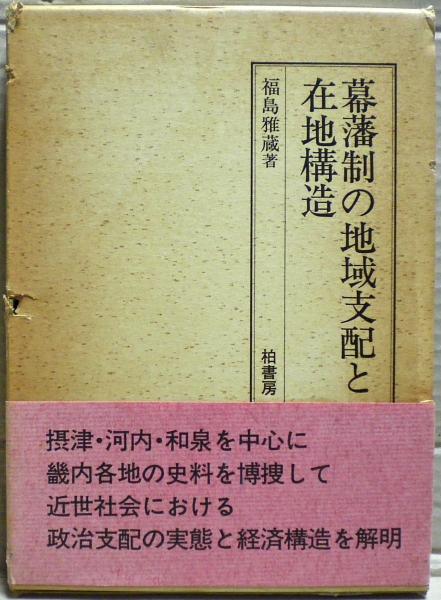 幕藩制の地域支配と
在地構造
福島雅蔵著
柏書房
摂津・河内・和泉を中心に
畿内各地の史料を博捜して
近世社会における
政治支配の実態と経済構造を解明